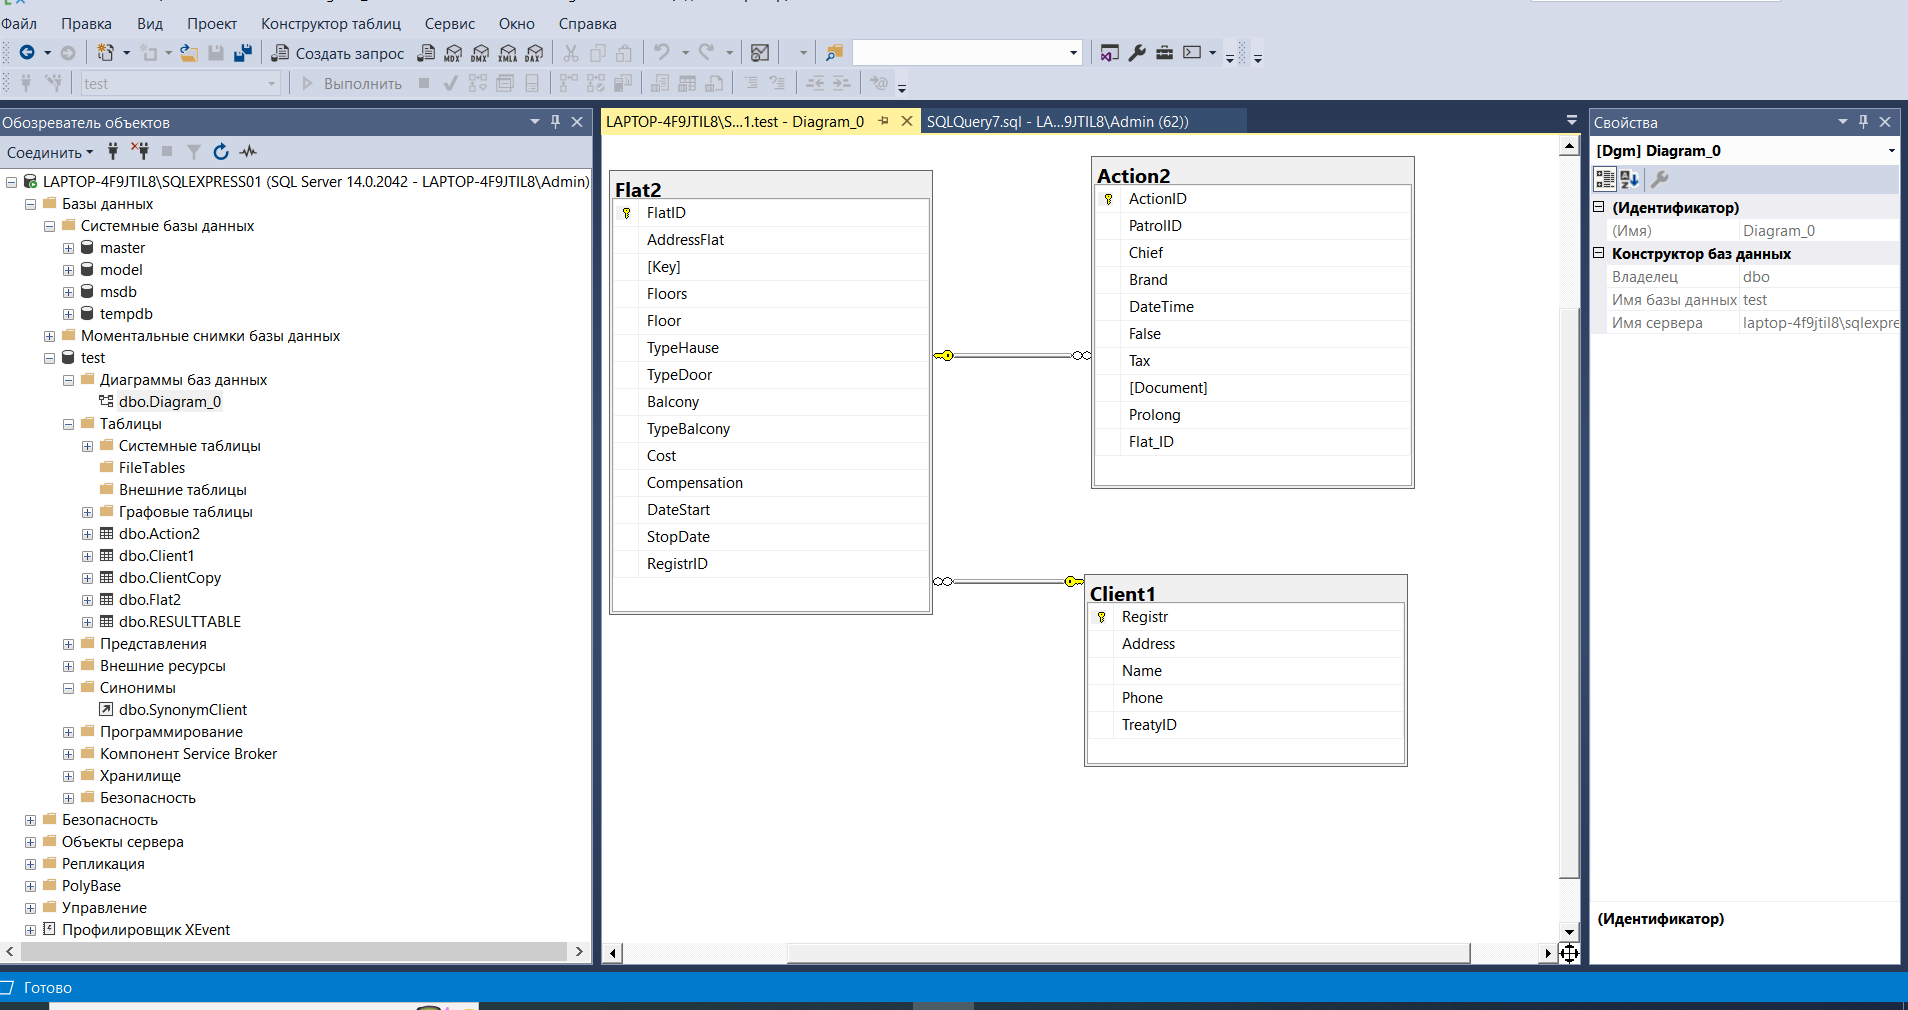 Файл Правка Вид Проект Конструктор таблиц Сервис Окно Справка
Создать запрос MDX DMX XMLA DAX
test Выполнить
Обозреватель объектов
Соединить
LAPTOP-4F9JTIL8\SQLEXPRESS01 (SQL Server 14.0.2042 - LAPTOP-4F9JTIL8\Admin)
Базы данных
Системные базы данных
master
model
msdb
tempdb
Моментальные снимки базы данных
test
Диаграммы баз данных
dbo.Diagram_0
Таблицы
Системные таблицы
FileTables
Внешние таблицы
Графовые таблицы
dbo.Action2
dbo.Client1
dbo.ClientCopy
dbo.Flat2
dbo.RESULTTABLE
Представления
Внешние ресурсы
Синонимы
dbo.SynonymClient
Программирование
Компонент Service Broker
Хранилище
Безопасность
Безопасность
Объекты сервера
Репликация
PolyBase
Управление
Профилировщик XEvent
LAPTOP-4F9JTIL8\S...1.test - Diagram_0
SQLQuery7.sql - LA...9JTIL8\Admin (62))
Flat2
FlatID
AddressFlat
[Key]
Floors
Floor
TypeHause
TypeDoor
Balcony
TypeBalcony
Cost
Compensation
DateStart
StopDate
RegistrID
Action2
ActionID
PatrolID
Chief
Brand
DateTime
False
Tax
[Document]
Prolong
Flat_ID
Client1
Registr
Address
Name
Phone
TreatyID
Свойства
[Dgm] Diagram_0
(Идентификатор)
(Имя) Diagram_0
Конструктор баз данных
Владелец dbo
Имя базы данных test
Имя сервера laptop-4f9jtil8\sqlexpre
(Идентификатор)
Готово